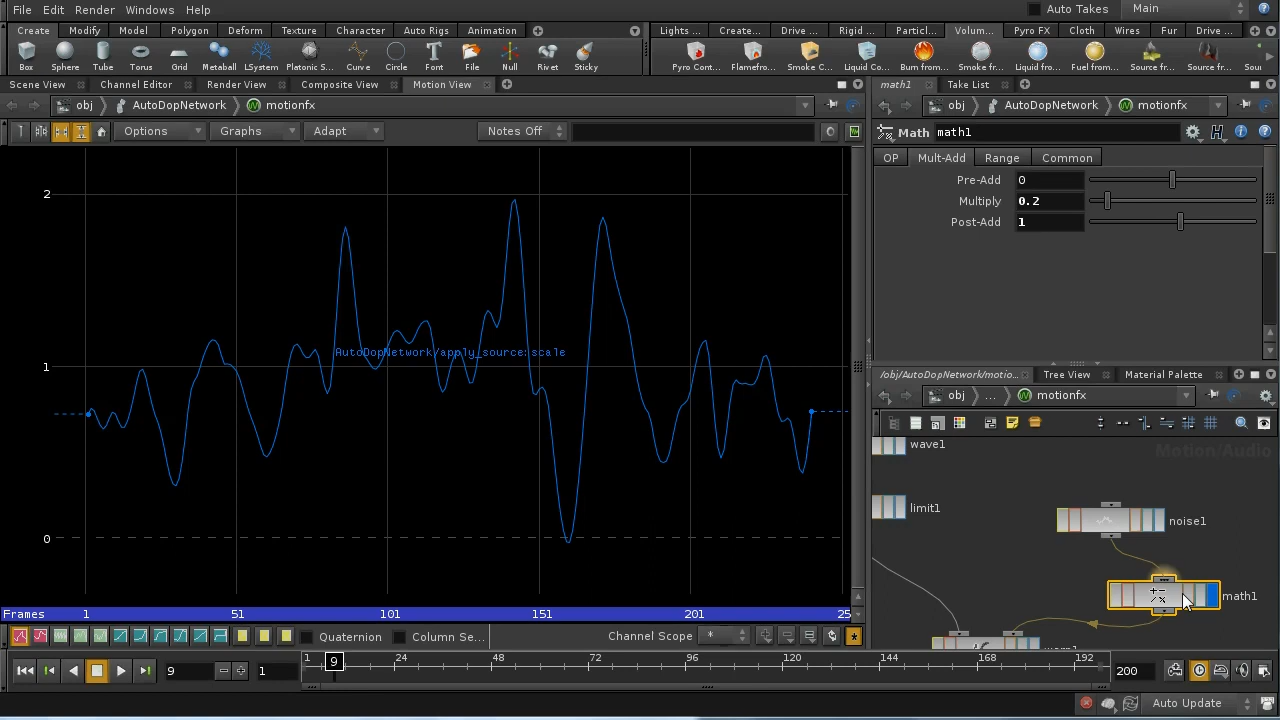 File Edit Render Windows Help
Auto Takes Main
Create Modify Model Polygon Deform Texture Character Auto Rigs Animation
Lights ... Create... Drive ... Rigid ... Particl... Volum... Pyro FX Cloth Wires Fur Drive ...
Box Sphere Tube Torus Grid Metaball LSystem Platonic S... Curve Circle Font File Null Rivet Sticky
Pyro Cont... Flamefro... Smoke C... Liquid Co... Burn from... Smoke fr... Liquid fro... Fuel from... Source fr... Source fr... Sou
Scene View Channel Editor Render View Composite View Motion View
math1 Take List
obj AutoDopNetwork motionfx
obj AutoDopNetwork motionfx
Options Graphs Adapt Notes Off
Math math1
OP Mult-Add Range Common
Pre-Add 0
Multiply 0.2
Post-Add 1
2
1
0
AutoDopNetwork/apply_source:scale
/obj/AutoDopNetwork/motio... Tree View Material Palette
obj ... motionfx
Motion/Audio
wave1
limit1
noise1
math1
Frames 1 51 101 151 201 25
Quaternion Column Se... Channel Scope *
9 1
1 9 24 48 72 96 120 144 168 192
200
Auto Update